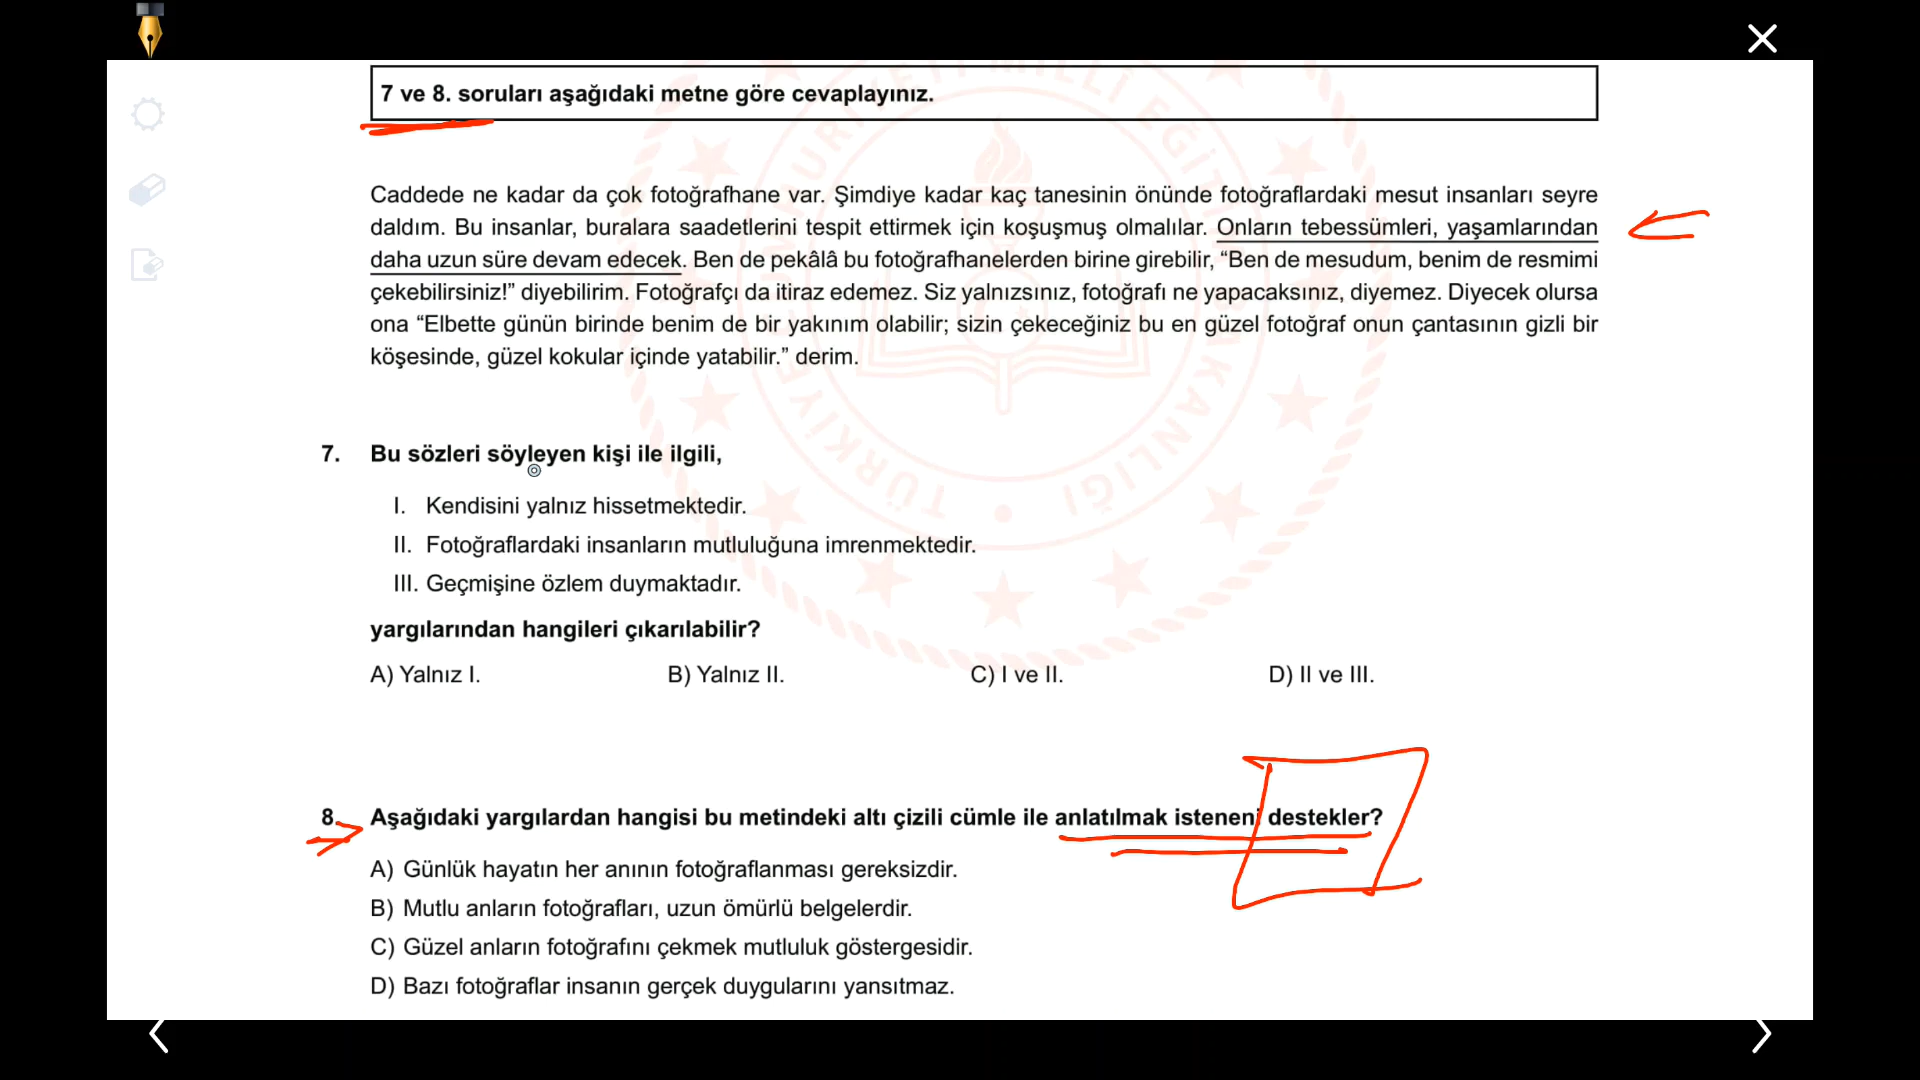 7 ve 8. soruları aşağıdaki metne göre cevaplayınız.
Caddede ne kadar da çok fotoğrafhane var. Şimdiye kadar kaç tanesinin önünde fotoğraflardaki mesut insanları seyre
daldım. Bu insanlar, buralara saadetlerini tespit ettirmek için koşuşmuş olmalılar. Onların tebessümleri, yaşamlarından
daha uzun süre devam edecek. Ben de pekâlâ bu fotoğrafhanelerden birine girebilir, “Ben de mesudum, benim de resmimi
çekebilirsiniz!” diyebilirim. Fotoğrafçı da itiraz edemez. Siz yalnızsınız, fotoğrafı ne yapacaksınız, diyemez. Diyecek olursa
ona “Elbette günün birinde benim de bir yakınım olabilir; sizin çekeceğiniz bu en güzel fotoğraf onun çantasının gizli bir
köşesinde, güzel kokular içinde yatabilir.” derim.
7. Bu sözleri söyleyen kişi ile ilgili,
I. Kendisini yalnız hissetmektedir.
II. Fotoğraflardaki insanların mutluluğuna imrenmektedir.
III. Geçmişine özlem duymaktadır.
yargılarından hangileri çıkarılabilir?
A) Yalnız I. B) Yalnız II. C) I ve II. D) II ve III.
8. Aşağıdaki yargılardan hangisi bu metindeki altı çizili cümle ile anlatılmak isteneni destekler?
A) Günlük hayatın her anının fotoğraflanması gereksizdir.
B) Mutlu anların fotoğrafları, uzun ömürlü belgelerdir.
C) Güzel anların fotoğrafını çekmek mutluluk göstergesidir.
D) Bazı fotoğraflar insanın gerçek duygularını yansıtmaz.